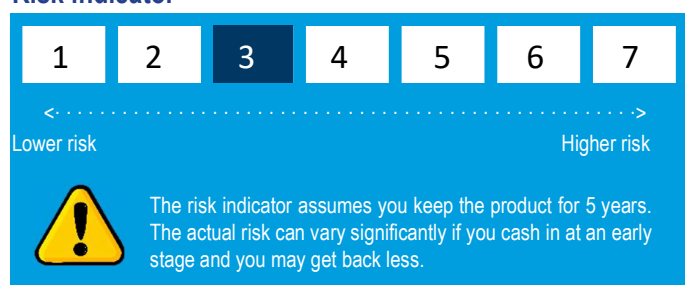 Risk Indicator
1 2 3 4 5 6 7
Lower risk Higher risk
The risk indicator assumes you keep the product for 5 years.
The actual risk can vary significantly if you cash in at an early
stage and you may get back less.